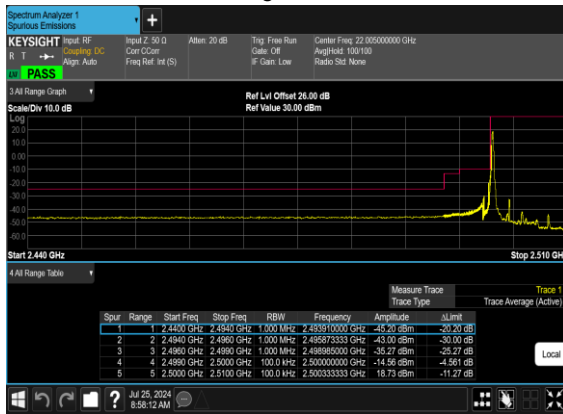 Spectrum Analyzer 1
Spurious Emissions
KEYSIGHT Input: RF Input Z: 50 Ω Atten: 20 dB Trig: Free Run Center Freq: 22.005000000 GHz
R T Coupling: DC Corr CCorr Gate: Off Avg|Hold: 100/100
Align: Auto Freq Ref: Int (S) IF Gain: Low Radio Std: None
PASS
3 All Range Graph
Ref Lvl Offset 26.00 dB
Scale/Div 10.0 dB Ref Value 30.00 dBm
Log
20.0
10.0
0.00
-10.0
-20.0
-30.0
-40.0
-50.0
-60.0
Start 2.440 GHz Stop 2.510 GH
4 All Range Table
Measure Trace Trace 1
Trace Type Trace Average (Active)
Spur Range Start Freq Stop Freq RBW Frequency Amplitude ΔLimit
1 1 2.4400 GHz 2.4940 GHz 1.000 MHz 2.493910000 GHz -45.20 dBm -20.20 dB
2 2 2.4940 GHz 2.4960 GHz 1.000 MHz 2.495873333 GHz -43.00 dBm -30.00 dB
3 3 2.4960 GHz 2.4990 GHz 1.000 MHz 2.498985000 GHz -35.27 dBm -25.27 dB
4 4 2.4990 GHz 2.5000 GHz 100.0 kHz 2.500000000 GHz -14.56 dBm -4.561 dB
5 5 2.5000 GHz 2.5100 GHz 100.0 kHz 2.500333333 GHz 18.73 dBm -11.27 dB
Local
Jul 25, 2024
8:58:12 AM